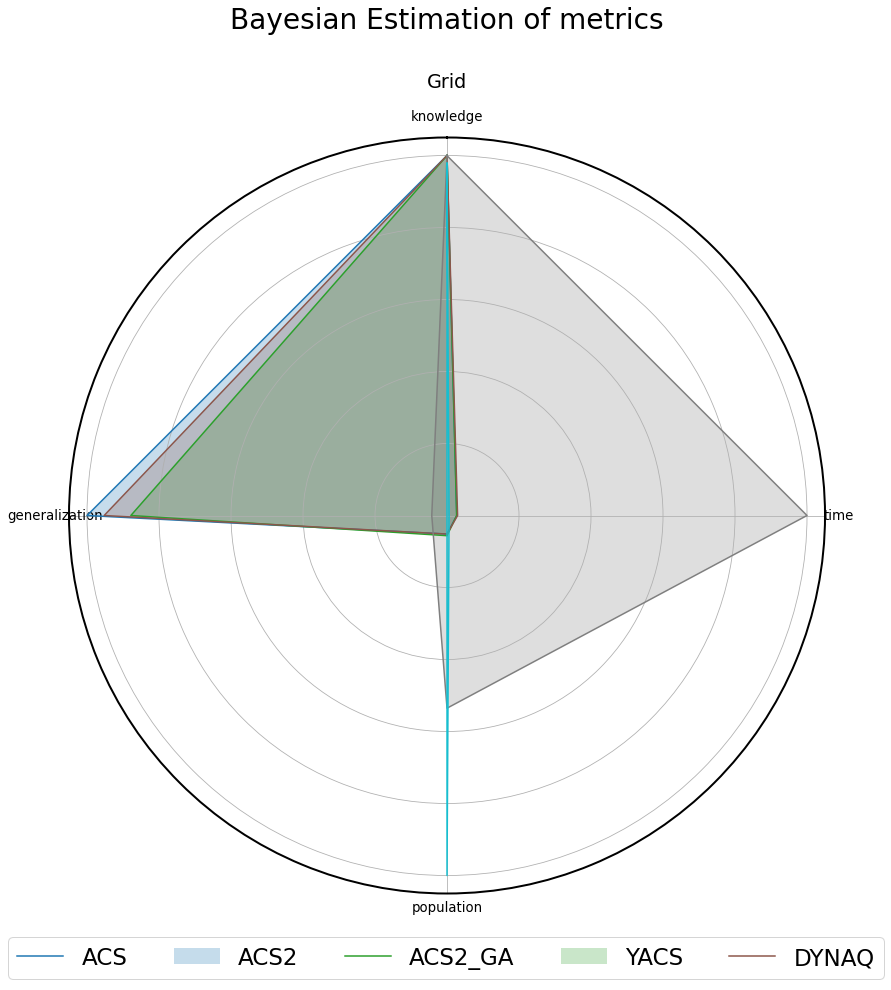 Bayesian Estimation of metrics
Grid
knowledge
generalization
time
population
ACS ACS2 ACS2_GA YACS DYNAQ